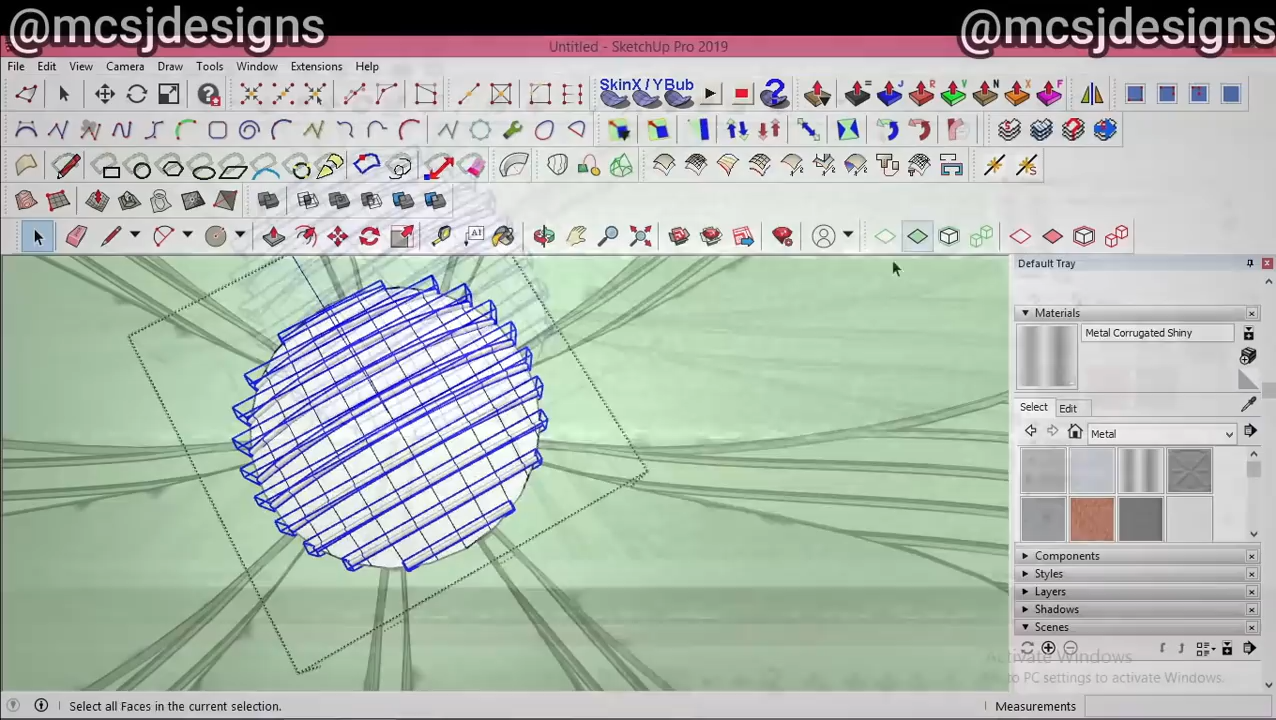 @mcsjdesigns
@mcsjdesigns
Untitled - SketchUp Pro 2019
File Edit View Camera Draw Tools Window Extensions Help
SkinX / YBub
AI
Default Tray
Materials
Metal Corrugated Shiny
Select Edit
Metal
Components
Styles
Layers
Shadows
Scenes
Activate Windows
to PC settings to activate Windows.
Select all Faces in the current selection.
Measurements